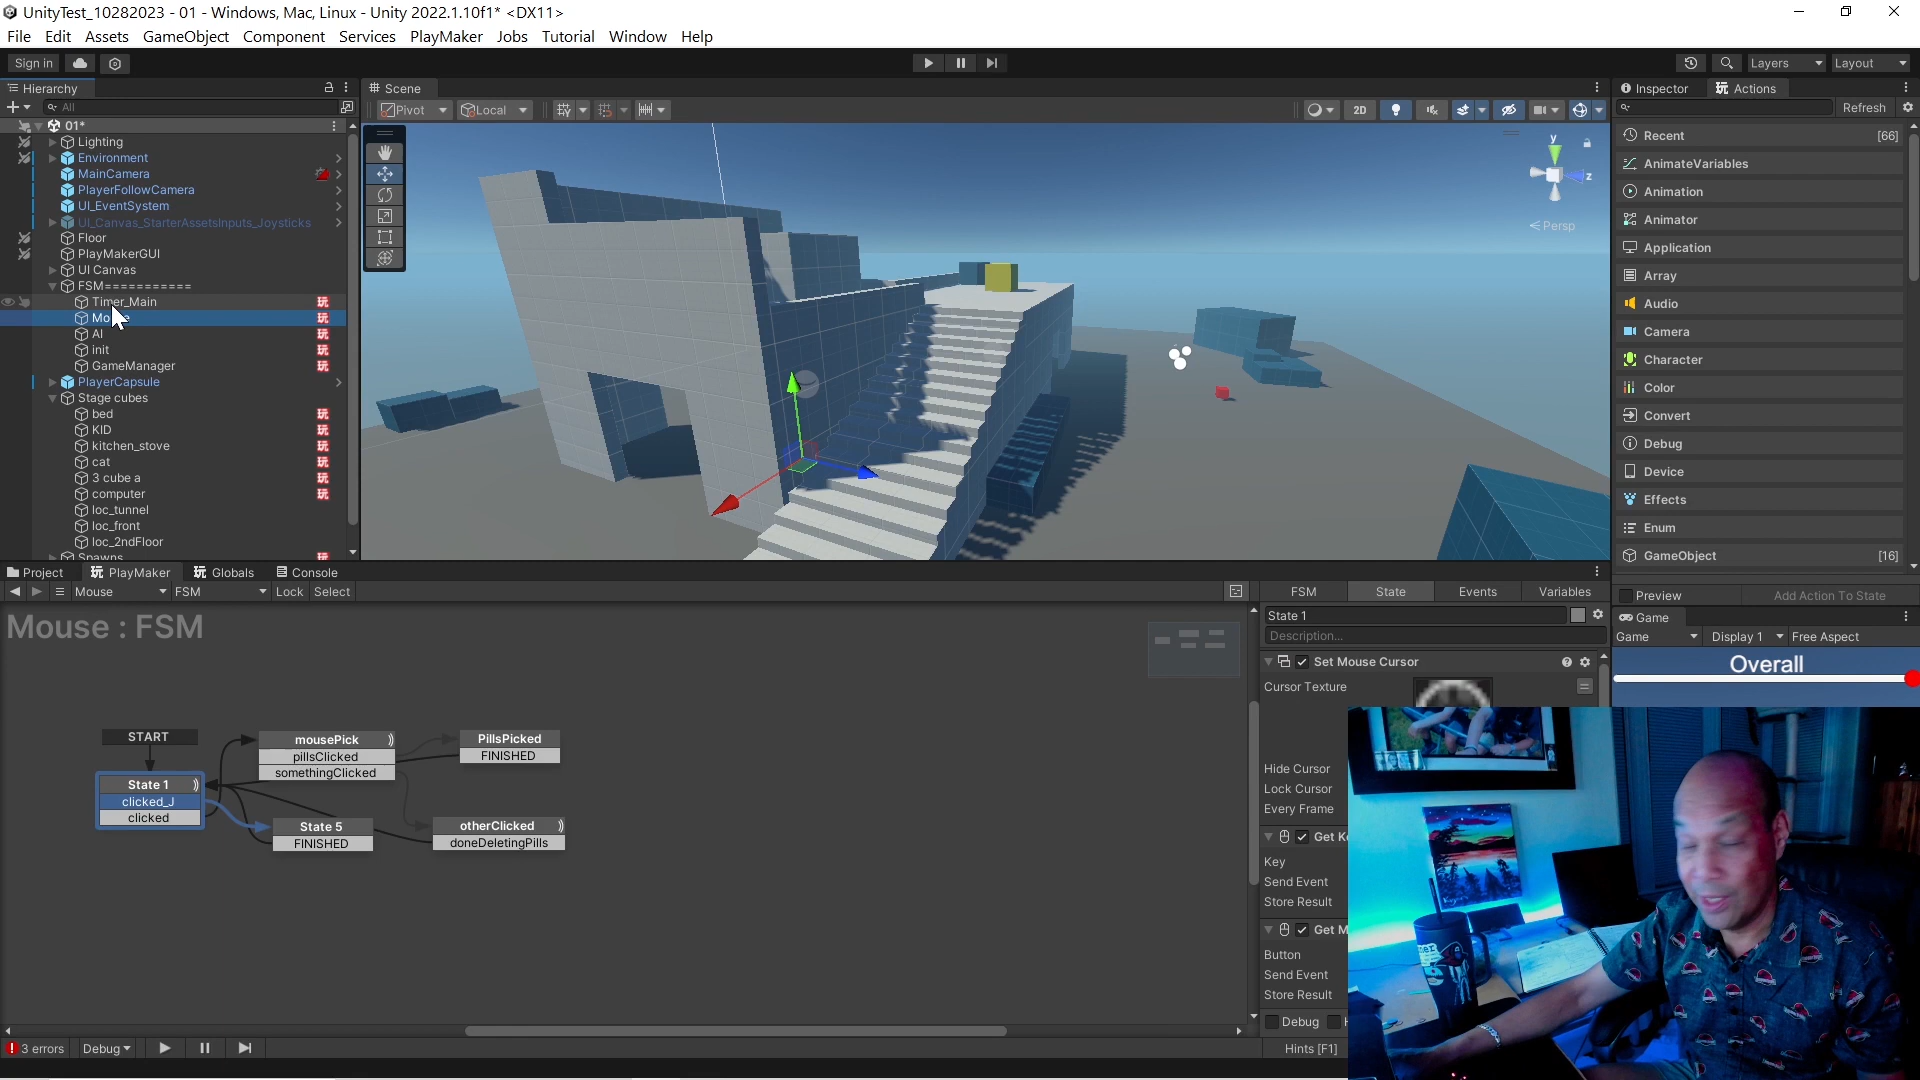 UnityTest_10282023 - 01 - Windows, Mac, Linux - Unity 2022.1.10f1* <DX11>
File Edit Assets GameObject Component Services PlayMaker Jobs Tutorial Window Help
Sign in
Layers
Layout
Hierarchy
Scene
Inspector
Actions
All
Pivot
Local
2D
Refresh
01*
Lighting
Environment
MainCamera
PlayerFollowCamera
UI_EventSystem
UI_Canvas_StarterAssetsInputs_Joysticks
Floor
PlayMakerGUI
UI Canvas
FSM===========
Timer_Main
AI
init
GameManager
PlayerCapsule
Stage cubes
bed
KID
kitchen_stove
cat
3 cube a
computer
loc_tunnel
loc_front
loc_2ndFloor
Spawns
y
z
Persp
Recent [66]
AnimateVariables
Animation
Animator
Application
Array
Audio
Camera
Character
Color
Convert
Debug
Device
Effects
Enum
GameObject [16]
Preview
Add Action To State
Project
PlayMaker
Globals
Console
Mouse
FSM
Lock
Select
FSM
State
Events
Variables
Mouse : FSM
START
State 1
clicked_J
clicked
mousePick
pillsClicked
somethingClicked
PillsPicked
FINISHED
State 5
FINISHED
otherClicked
doneDeletingPills
State 1
Description...
Set Mouse Cursor
Cursor Texture
Hide Cursor
Lock Cursor
Every Frame
Key
Send Event
Store Result
Button
Send Event
Store Result
Debug
Hints [F1]
Game
Game
Display 1
Free Aspect
Overall
3 errors
Debug